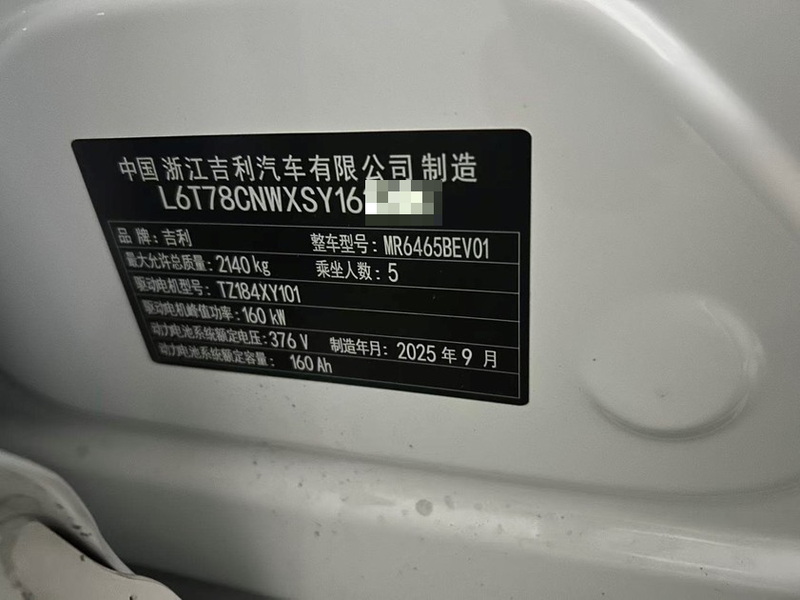 中国 浙江吉利汽车有限公司 制造
L6T78CNWXSY16
品 牌:吉利 整车型号:MR6465BEV01
最大允许总质量:2140 kg 乘坐人数:5
驱动电机型号:TZ184XY101
驱动电机峰值功率:160 kW
动力电池系统额定电压:376 V 制造年月:2025 年 9 月
动力电池系统额定容量: 160 Ah